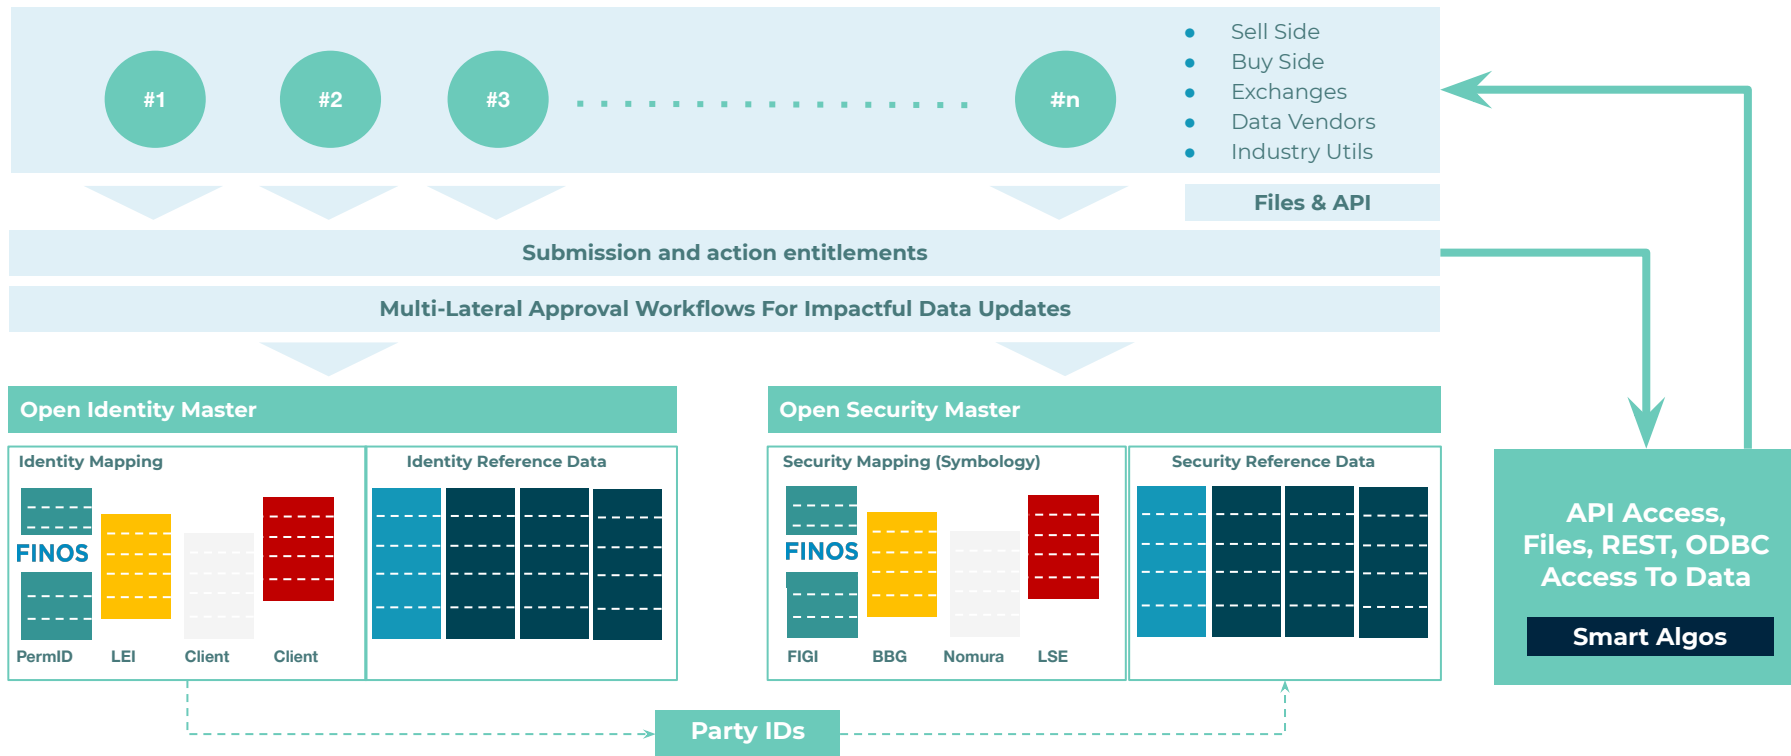 #1
#2
#3
#n
Sell Side
Buy Side
Exchanges
Data Vendors
Industry Utils
Files & API
Submission and action entitlements
Multi-Lateral Approval Workflows For Impactful Data Updates
Open Identity Master
Identity Mapping
Identity Reference Data
FINOS
PermID
LEI
Client
Client
Open Security Master
Security Mapping (Symbology)
Security Reference Data
FINOS
FIGI
BBG
Nomura
LSE
Party IDs
API Access,
Files, REST, ODBC
Access To Data
Smart Algos